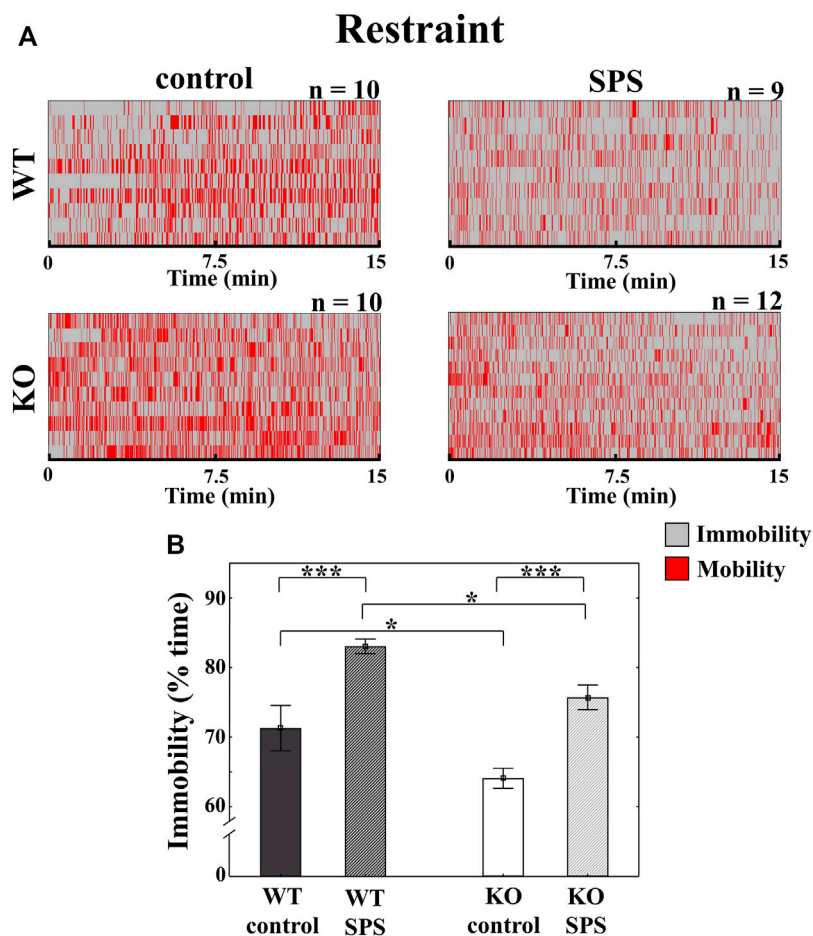 A
Restraint
control
n = 10
SPS
n = 9
WT
0
7.5
15
Time (min)
0
7.5
15
Time (min)
n = 10
n = 12
KO
0
7.5
15
Time (min)
0
7.5
15
Time (min)
Immobility
Mobility
B
***
***
*
*
90
80
70
60
0
Immobility (% time)
WT
control
WT
SPS
KO
control
KO
SPS